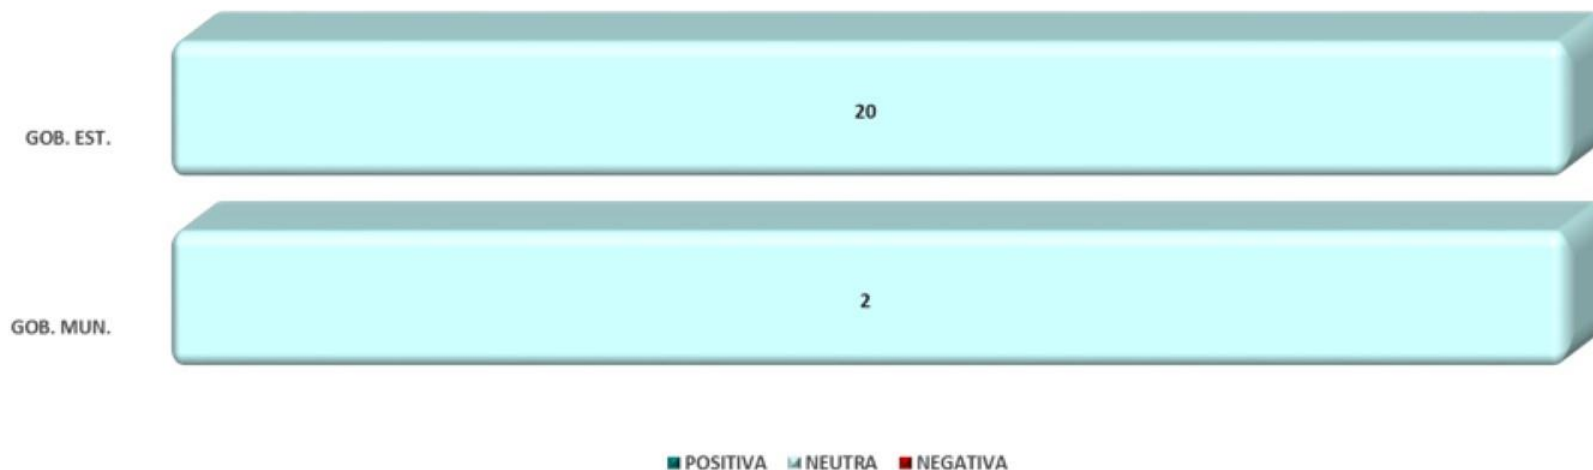 20
GOB. EST.
2
GOB. MUN.
POSITIVA NEUTRA NEGATIVA